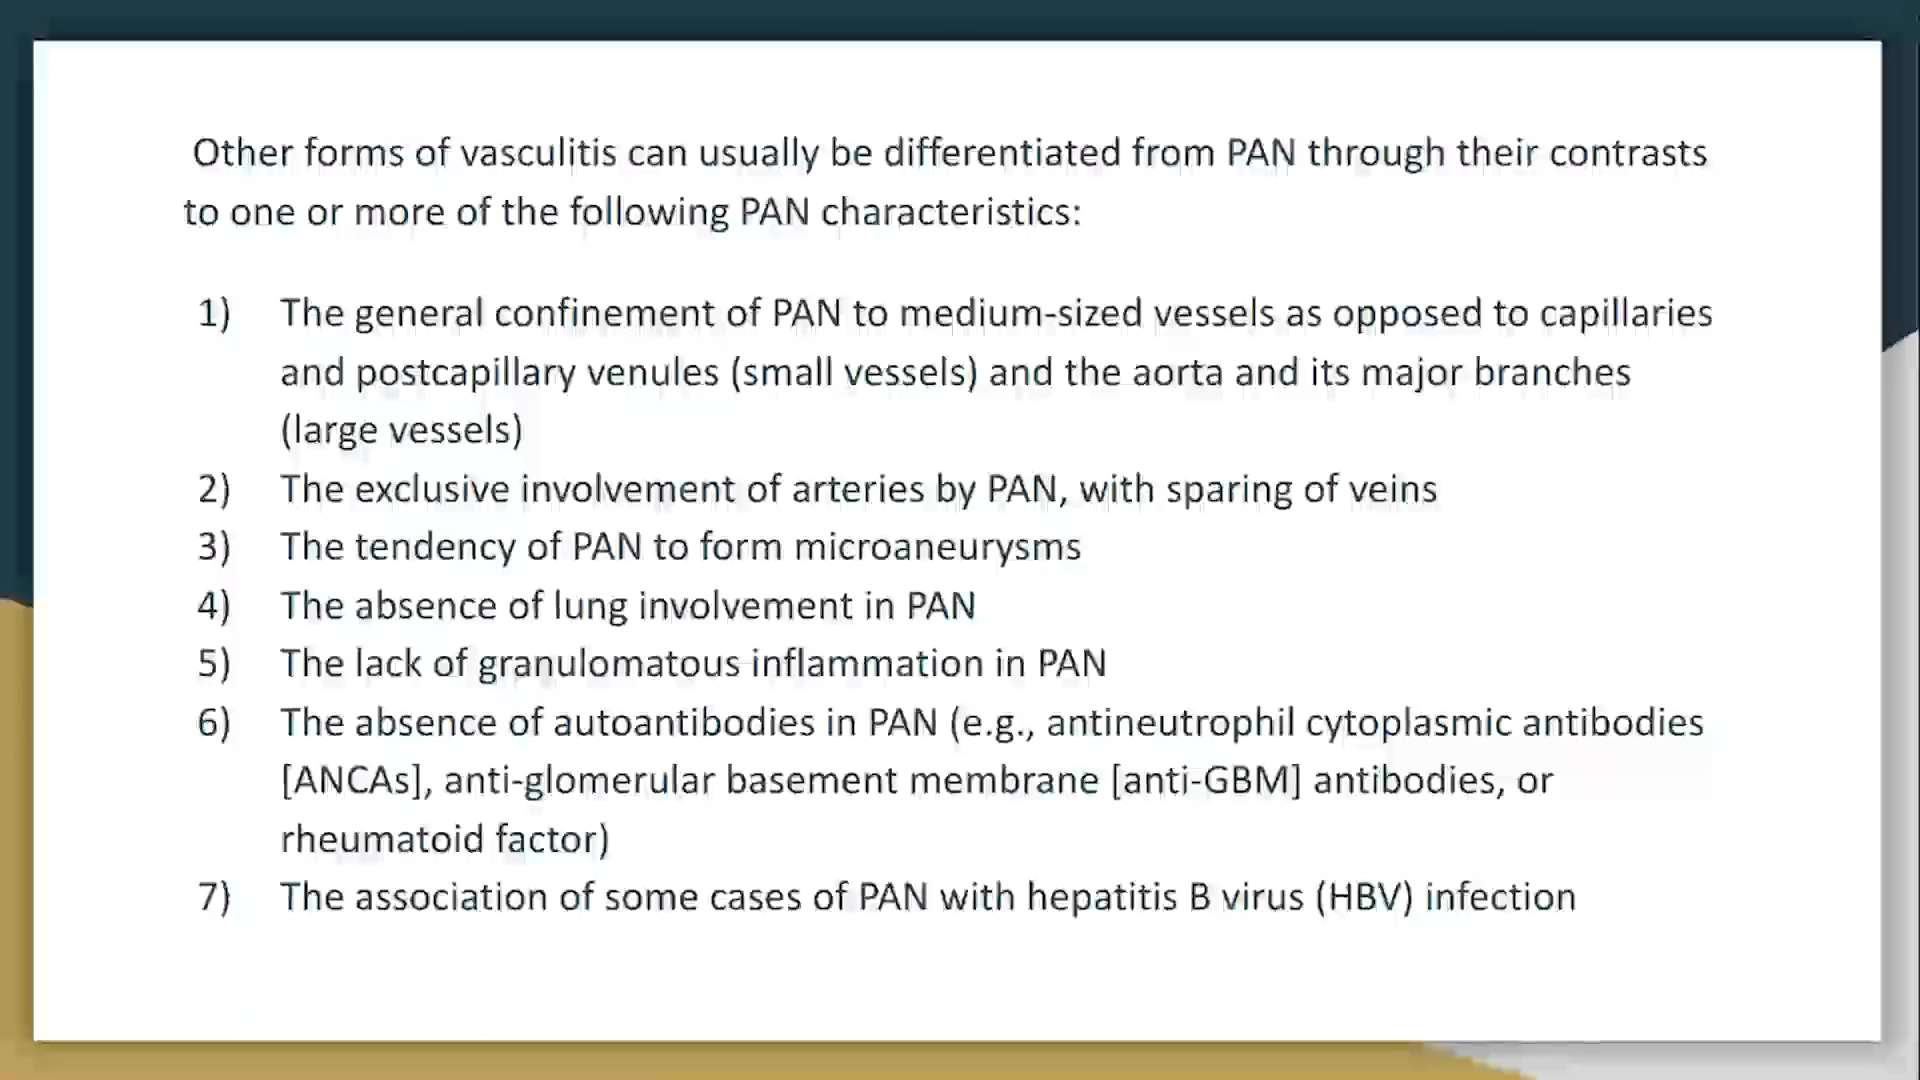 Other forms of vasculitis can usually be differentiated from PAN through their contrasts
to one or more of the following PAN characteristics:
1) The general confinement of PAN to medium-sized vessels as opposed to capillaries
and postcapillary venules (small vessels) and the aorta and its major branches
(large vessels)
2) The exclusive involvement of arteries by PAN, with sparing of veins
3) The tendency of PAN to form microaneurysms
4) The absence of lung involvement in PAN
5) The lack of granulomatous inflammation in PAN
6) The absence of autoantibodies in PAN (e.g., antineutrophil cytoplasmic antibodies
[ANCAs], anti-glomerular basement membrane [anti-GBM] antibodies, or
rheumatoid factor)
7) The association of some cases of PAN with hepatitis B virus (HBV) infection